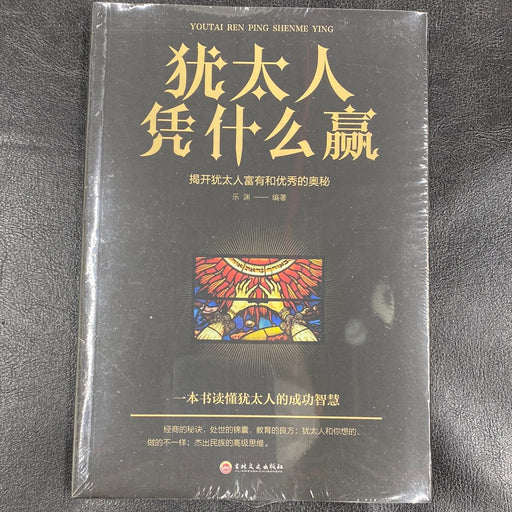 YOUTAI REN PING SHENME YING
犹太人
凭什么赢
揭开犹太人富有和优秀的奥秘
乐 渊 —— 编著
一本书读懂犹太人的成功智慧
经商的秘诀，处世的锦囊，教育的良方；犹太人和你想的、
做的不一样；杰出民族的高级思维。
吉林文史出版社